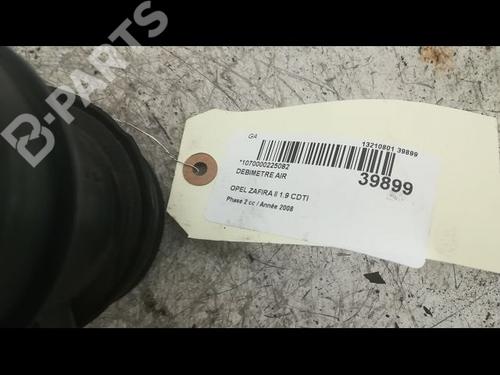 B-PARTS
GA
13210801 39899
*1070000225082
39899
DEBIMETRE AIR
OPEL ZAFIRA II 1.9 CDTI
Phase 2 cc / Année 2008